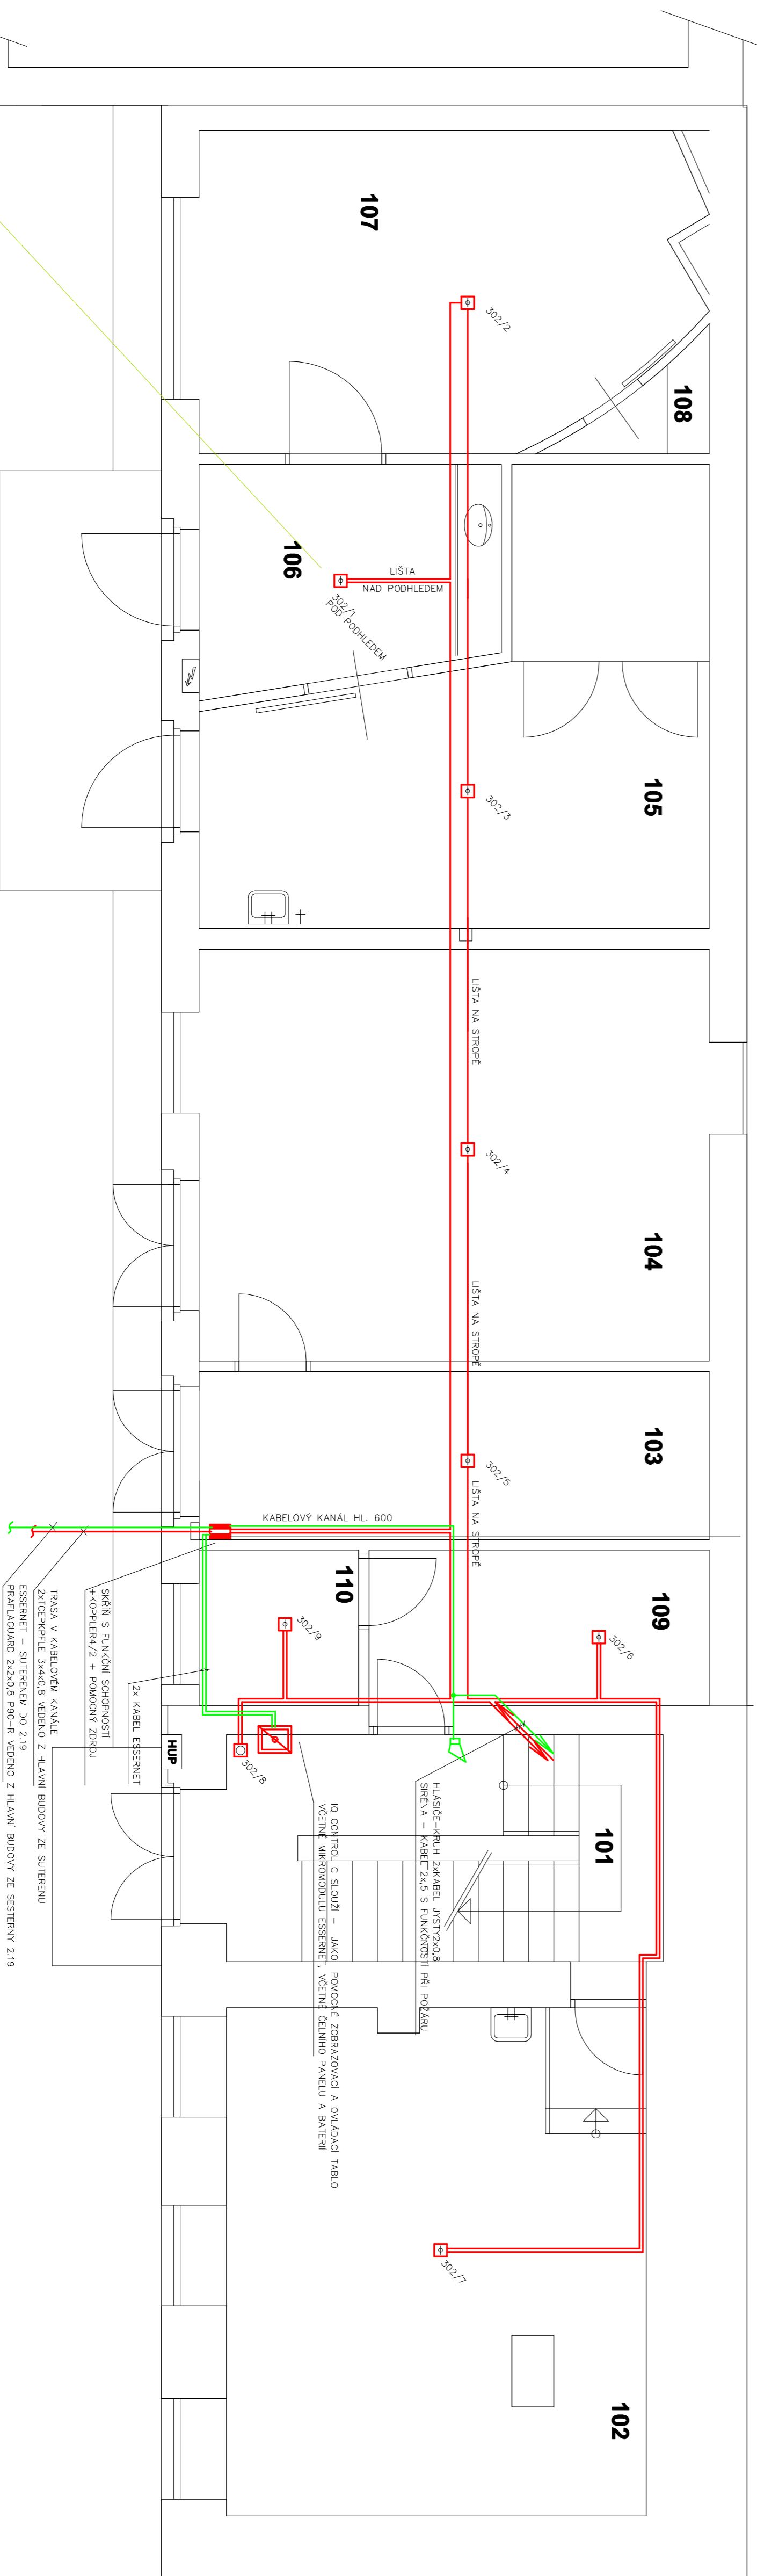 107
302/2
108
106
LIŠTA
NAD PODHLEDEM
302/1
POD PODHLEDEM
105
302/3
LIŠTA NA STROPĚ
302/4
104
LIŠTA NA STROPĚ
103
302/5
LIŠTA NA STROPĚ
KABELOVÝ KANÁL HL. 600
110
109
302/9
302/6
2x KABEL ESSERNET
SKŘÍŇ S FUNKČNÍ SCHOPNOSTÍ
+KOPPLER4/2 + POMOCNÝ ZDROJ
TRASA V KABELOVÉM KANÁLE
2xTCEPKPFLE 3x4x0,8 VEDENO Z HLAVNÍ BUDOVY ZE SUTERENU
ESSERNET – SUTERENEM DO 2.19
PRAFLAGUARD 2x2x0,8 P90-R VEDENO Z HLAVNÍ BUDOVY ZE SESTERNY 2.19
HUP
302/8
101
HLÁSIČE-KRUH 2xKABEL JYSTY2x0,8
SIRÉNA – KABEL 2x,5 S FUNKČNOSTÍ PŘI POŽÁRU
IQ CONTROL C SLOUŽÍ – JAKO POMOCNÉ ZOBRAZOVACÍ A OVLÁDACÍ TABLO
VČETNĚ MIKROMODULU ESSERNET, VČETNĚ ČELNÍHO PANELU A BATERIÍ
302/7
102